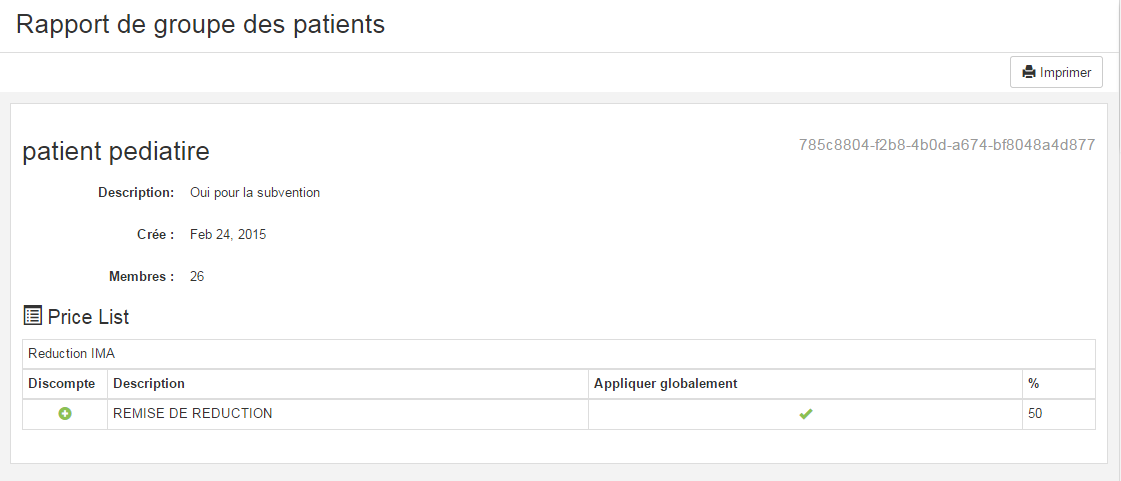 Rapport de groupe des patients
Imprimer
patient pediatire
785c8804-f2b8-4b0d-a674-bf8048a4d877
Description: Oui pour la subvention
Crée : Feb 24, 2015
Membres : 26
Price List
Reduction IMA
Discompte Description Appliquer globalement %
REMISE DE REDUCTION 50